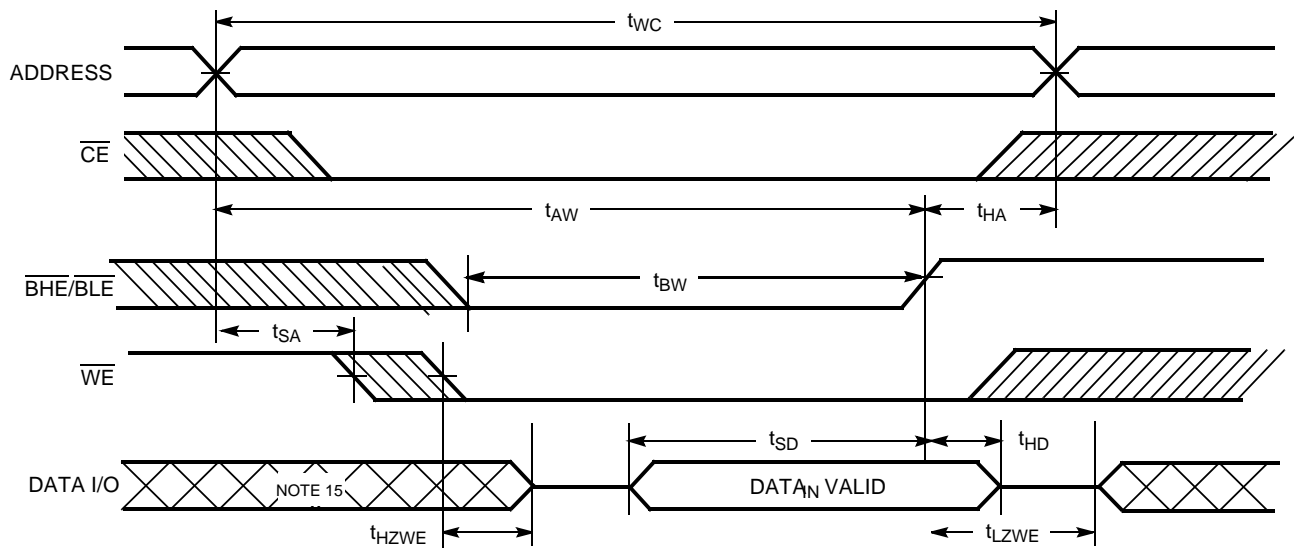 tWC
ADDRESS
CE
tAW
tHA
BHE/BLE
tBW
tSA
WE
tSD
tHD
DATA I/O
NOTE 15
DATAIN VALID
tHZWE
tLZWE